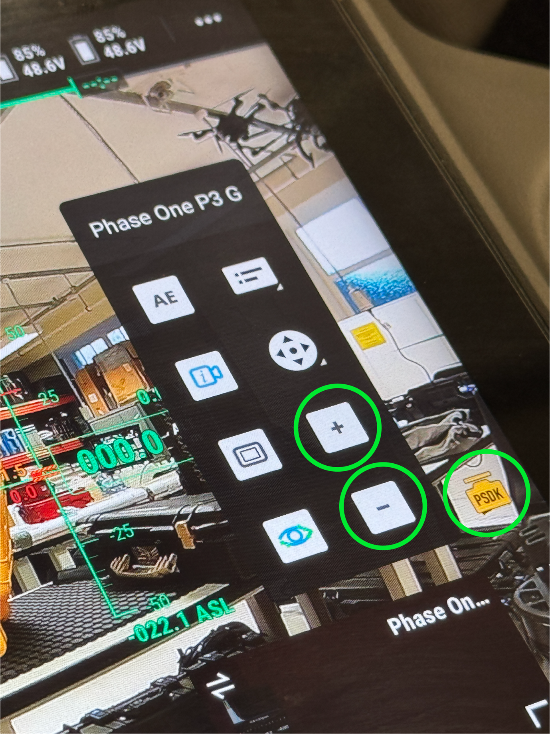 85%
48.6V
85%
48.6V
Phase One P3 G
AE
i
+
-
PSDK
50
25
000.0
-25
-50
-022.1 ASL
Phase On...